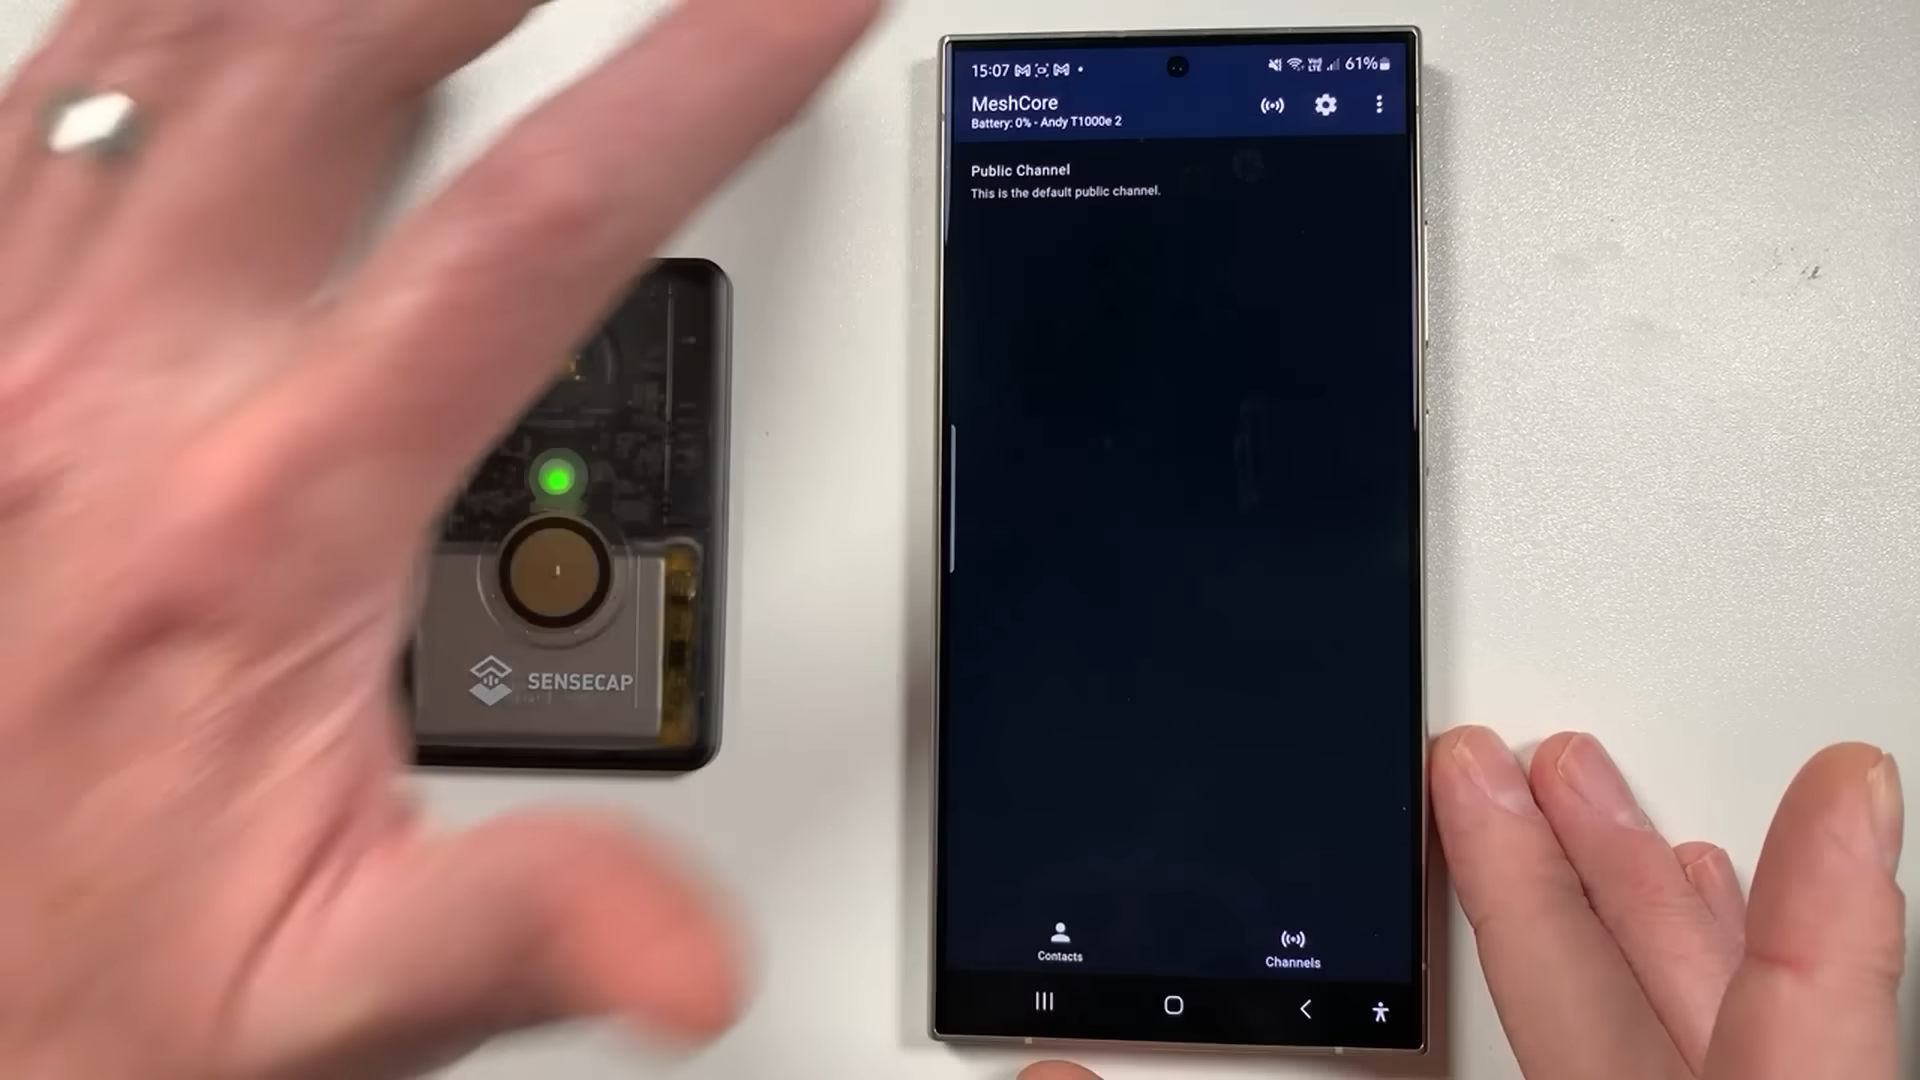 15:07
61%
MeshCore
Battery: 0% - Andy T1000e 2
Public Channel
This is the default public channel.
SENSECAP
Contacts
Channels